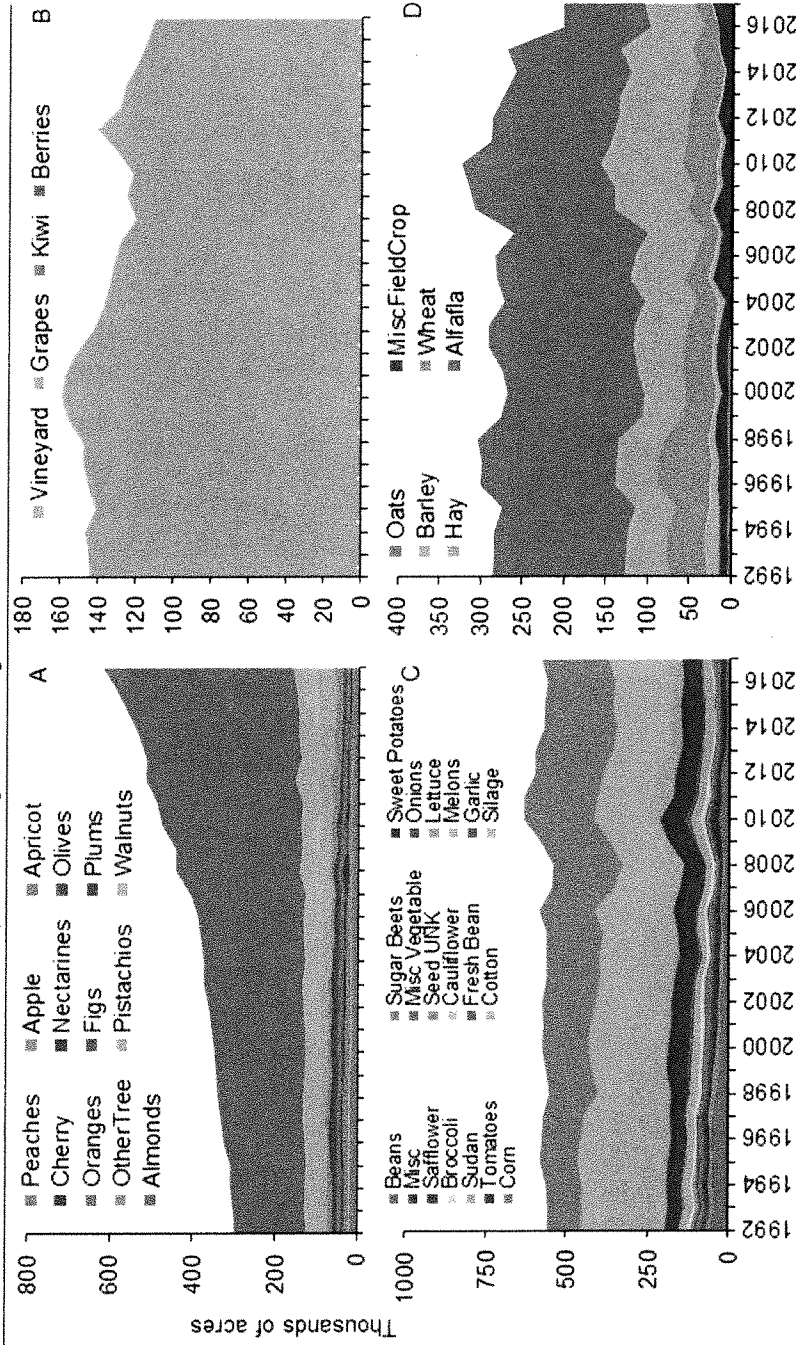 Thousands of acres
A
800
600
400
200
0
Peaches Apple Apricot
Cherry Nectarines Olives
Oranges Figs Plums
OtherTree Pistachios Walnuts
Almonds
B
180
160
140
120
100
80
60
40
20
0
Vineyard Grapes Kiwi Berries
C
1000
750
500
250
0
Beans Sugar Beets Sweet Potatoes
Misc Misc Vegetable Onions
Safflower Seed UNK Lettuce
Broccoli Cauliflower Melons
Sudan Fresh Bean Garlic
Tomatoes Cotton Silage
Corn
1992 1994 1996 1998 2000 2002 2004 2006 2008 2010 2012 2014 2016
D
400
350
300
250
200
150
100
50
0
Oats MiscFieldCrop
Barley Wheat
Hay Alfafla
1992 1994 1996 1998 2000 2002 2004 2006 2008 2010 2012 2014 2016